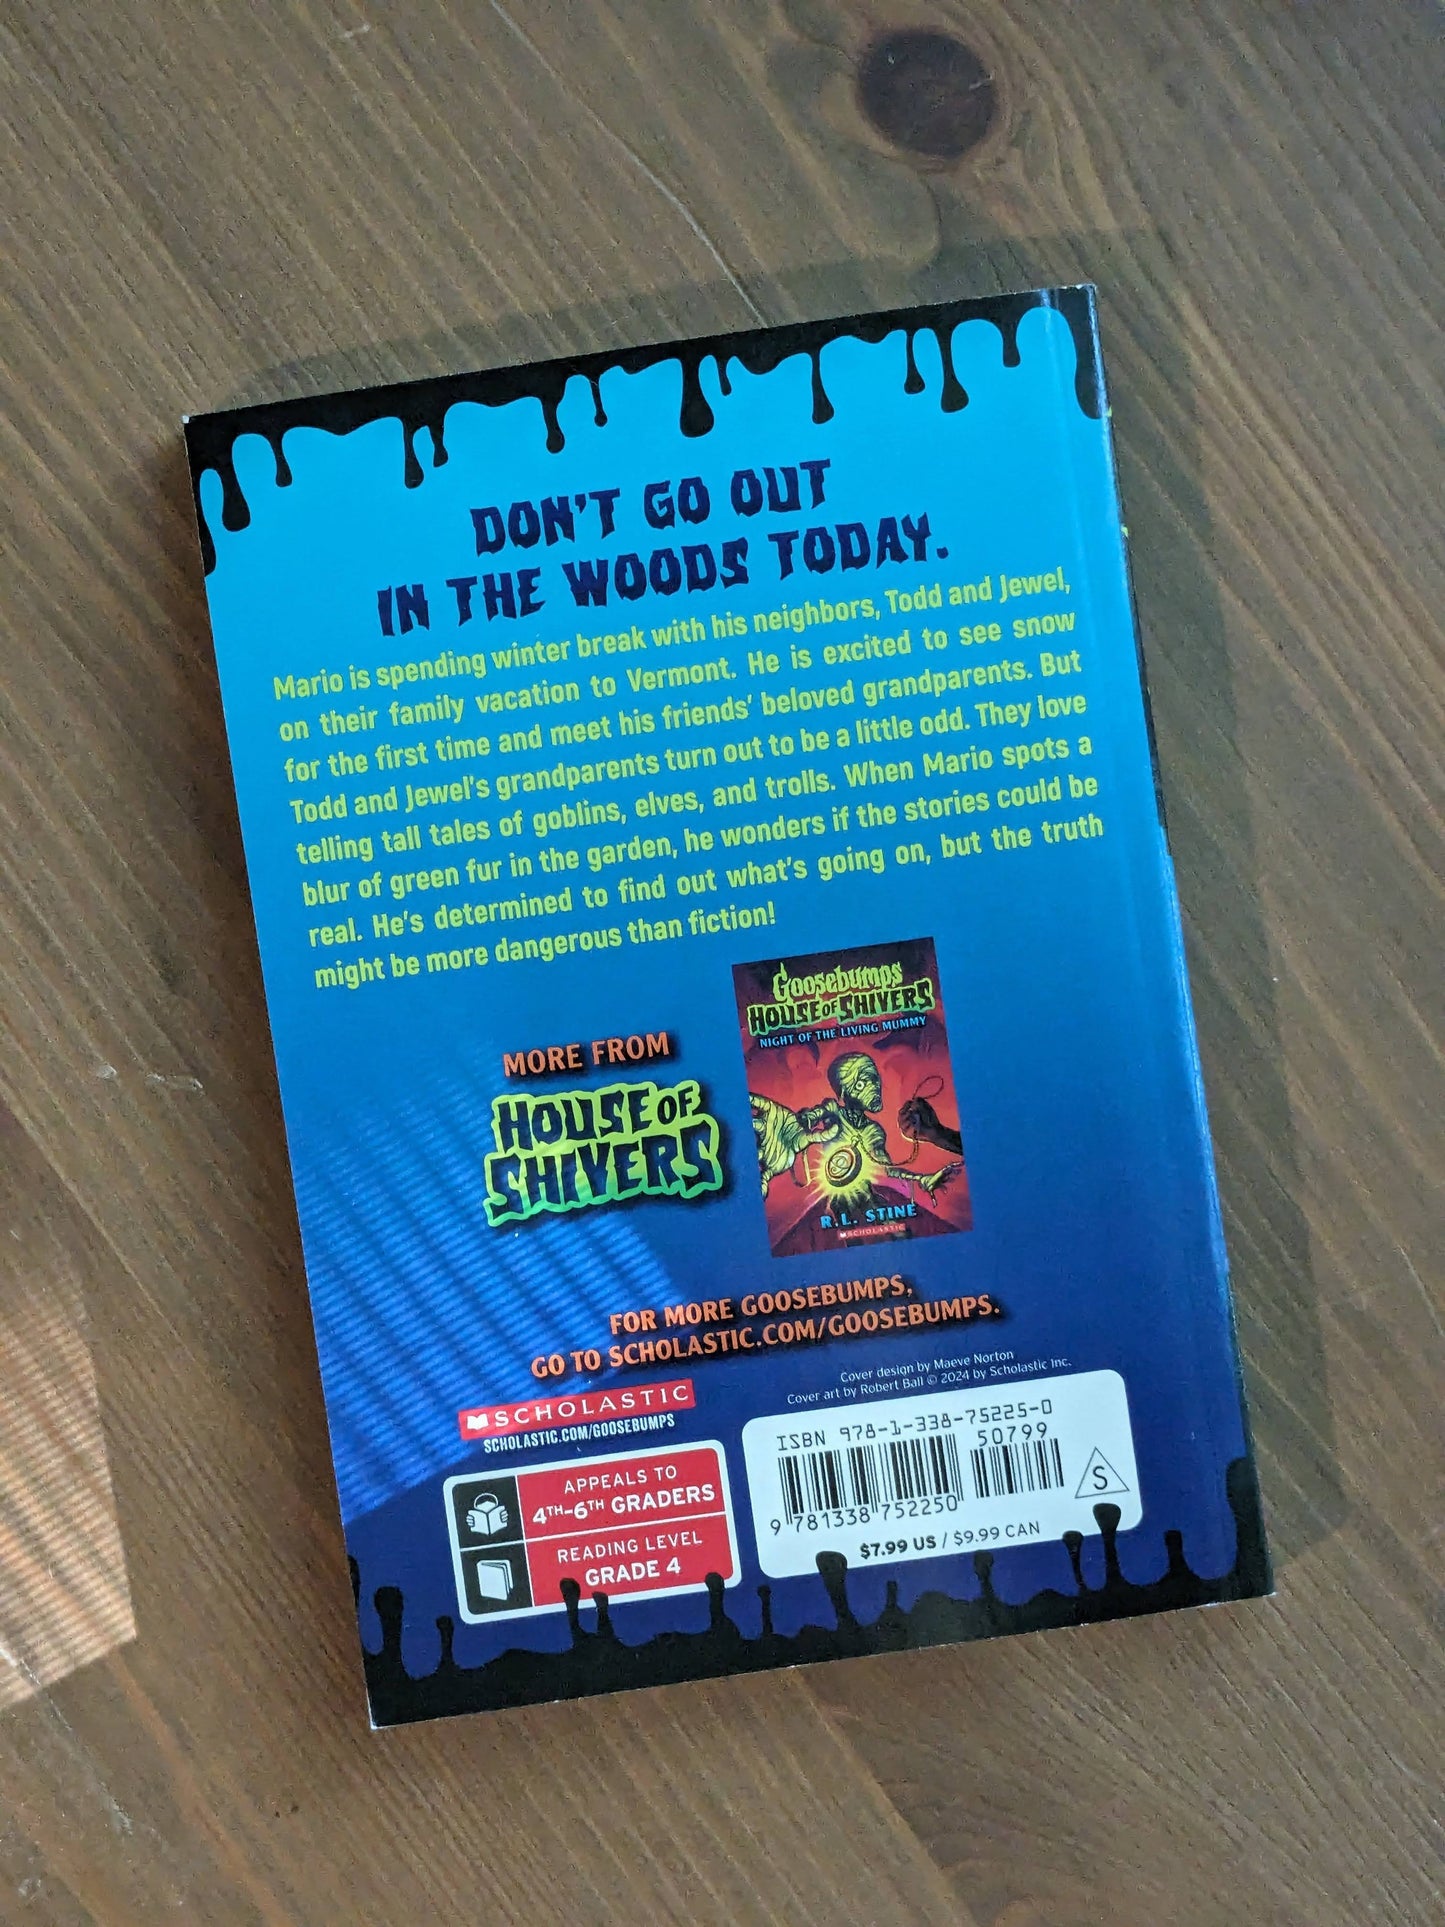 DON'T GO OUT
IN THE WOODS TODAY.
Mario is spending winter break with his neighbors, Todd and Jewel,
on their family vacation to Vermont. He is excited to see snow
for the first time and meet his friends' beloved grandparents. But
Todd and Jewel's grandparents turn out to be a little odd. They love
telling tall tales of goblins, elves, and trolls. When Mario spots a
blur of green fur in the garden, he wonders if the stories could be
real. He's determined to find out what's going on, but the truth
might be more dangerous than fiction!
MORE FROM
HOUSE OF
SHIVERS
Goosebumps
HOUSE OF SHIVERS
NIGHT OF THE LIVING MUMMY
R.L. STINE
SCHOLASTIC
FOR MORE GOOSEBUMPS,
GO TO SCHOLASTIC.COM/GOOSEBUMPS.
Cover design by Maeve Norton
Cover art by Robert Ball © 2024 by Scholastic Inc.
SCHOLASTIC
SCHOLASTIC.COM/GOOSEBUMPS
APPEALS TO
4TH–6TH GRADERS
READING LEVEL
GRADE 4
ISBN 978-1-338-75225-0
50799
9 781338 752250
S
$7.99 US / $9.99 CAN